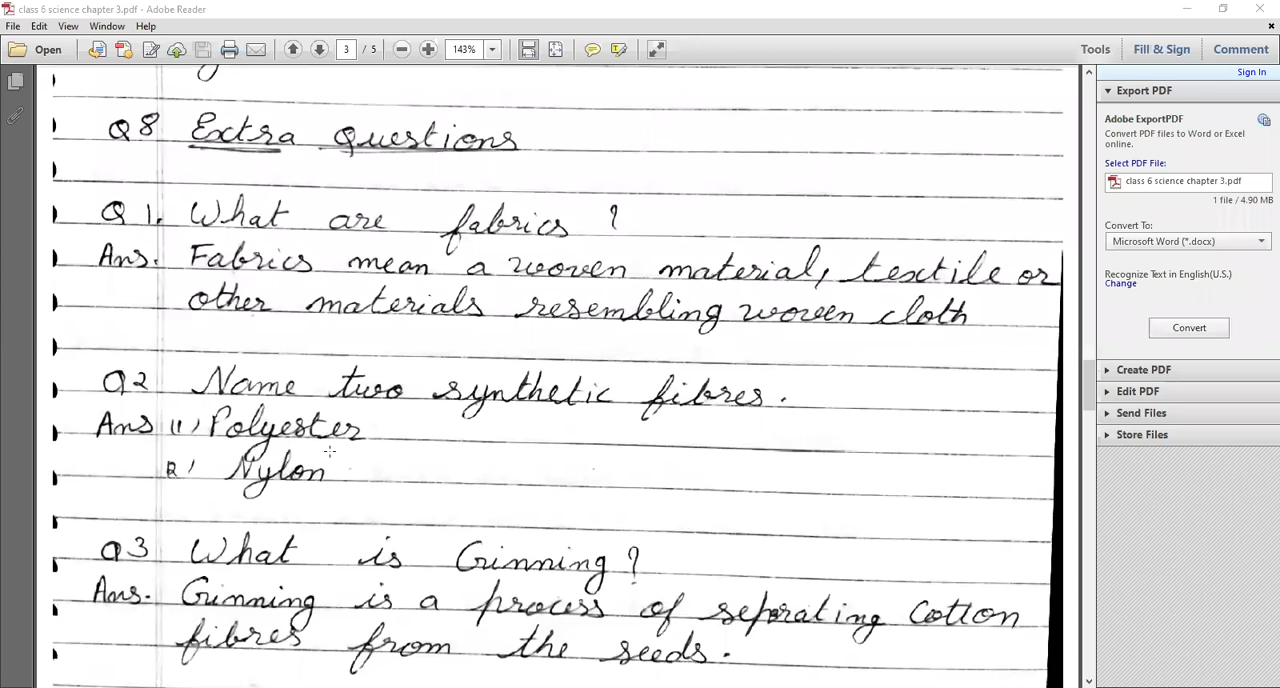 class 6 science chapter 3.pdf - Adobe Reader
File Edit View Window Help
Open 3 / 5 143% Tools Fill & Sign Comment
Sign In
Export PDF
Adobe ExportPDF
Convert PDF files to Word or Excel
online.
Select PDF File:
class 6 science chapter 3.pdf
1 file / 4.90 MB
Convert To:
Microsoft Word (*.docx)
Recognize Text in English(U.S.)
Change
Convert
Create PDF
Edit PDF
Send Files
Store Files
Q8 Extra Questions
Q1. What are fabrics ?
Ans. Fabrics mean a woven material, textile or
other materials resembling woven cloth
Q2 Name two synthetic fibres.
Ans (1) Polyester
2) Nylon
Q3 What is Ginning?
Ans. Ginning is a process of seperating Cotton
fibres from the seeds.